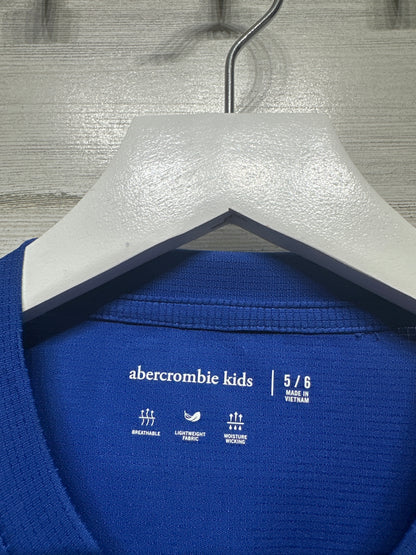 abercrombie kids
5 / 6
MADE IN
VIETNAM
BREATHABLE
LIGHTWEIGHT
FABRIC
MOISTURE
WICKING